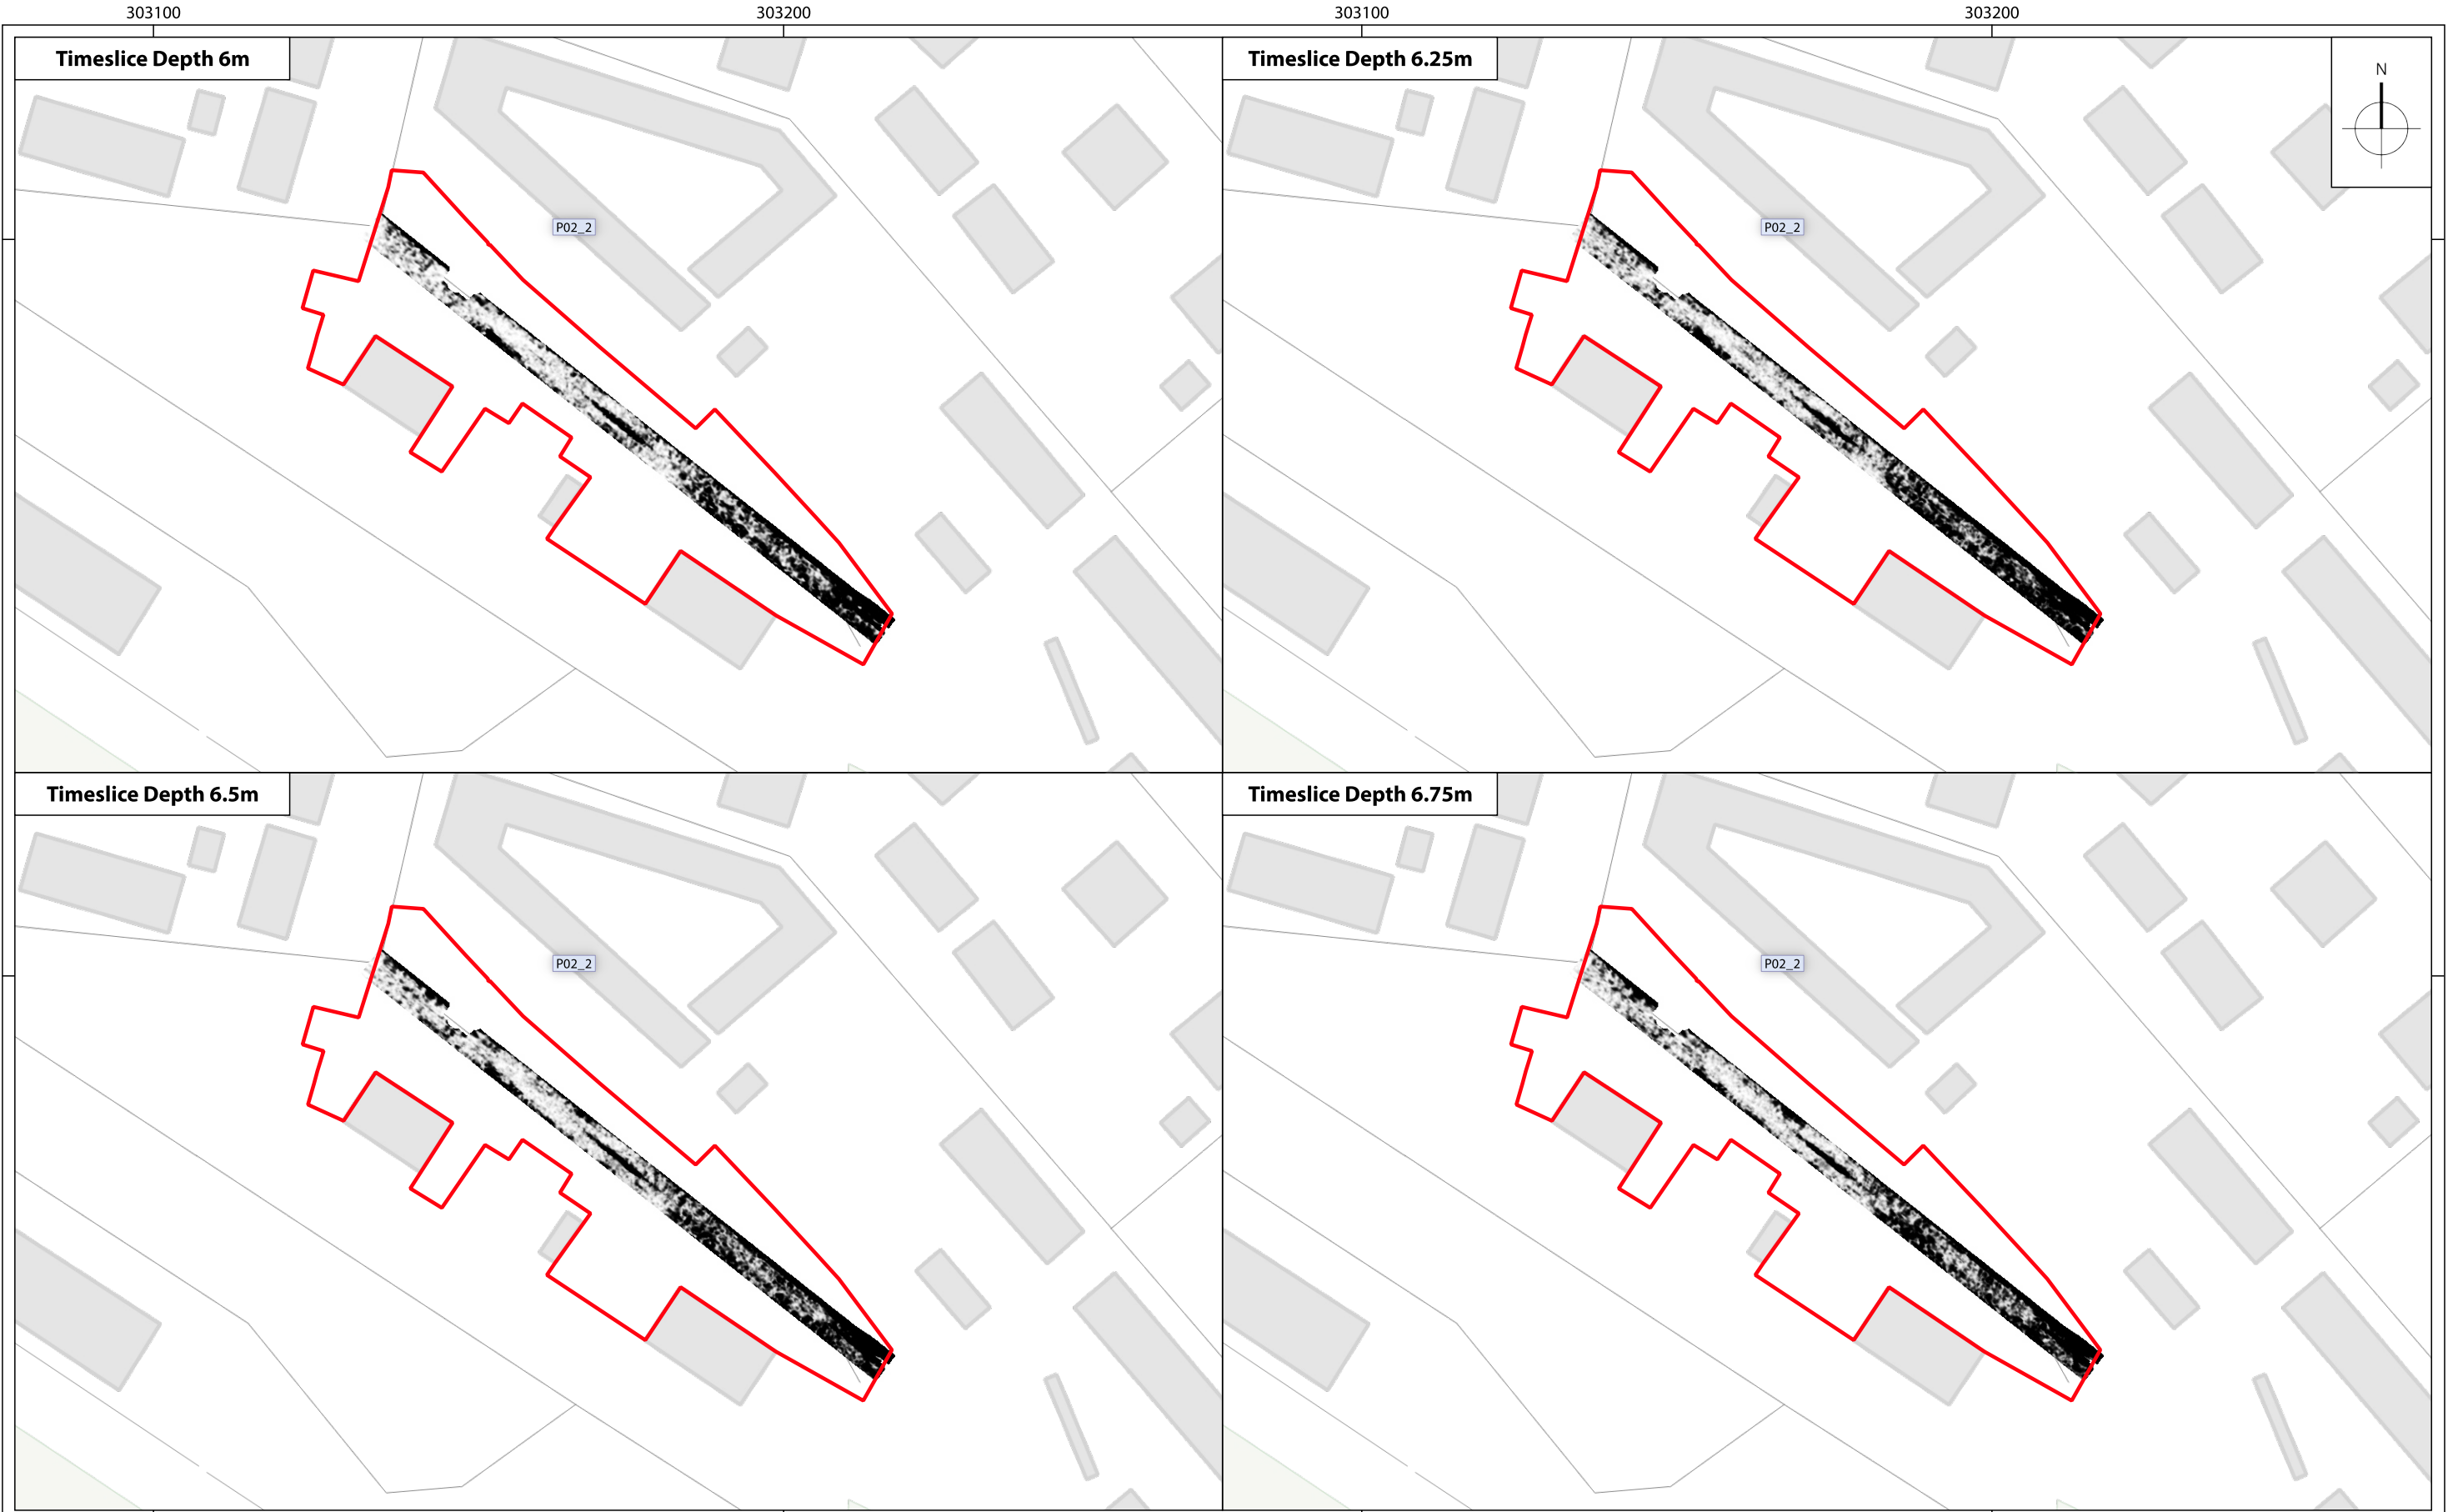 303100
303200
303100
303200
Timeslice Depth 6m
Timeslice Depth 6.25m
N
P02_2
P02_2
Timeslice Depth 6.5m
Timeslice Depth 6.75m
P02_2
P02_2